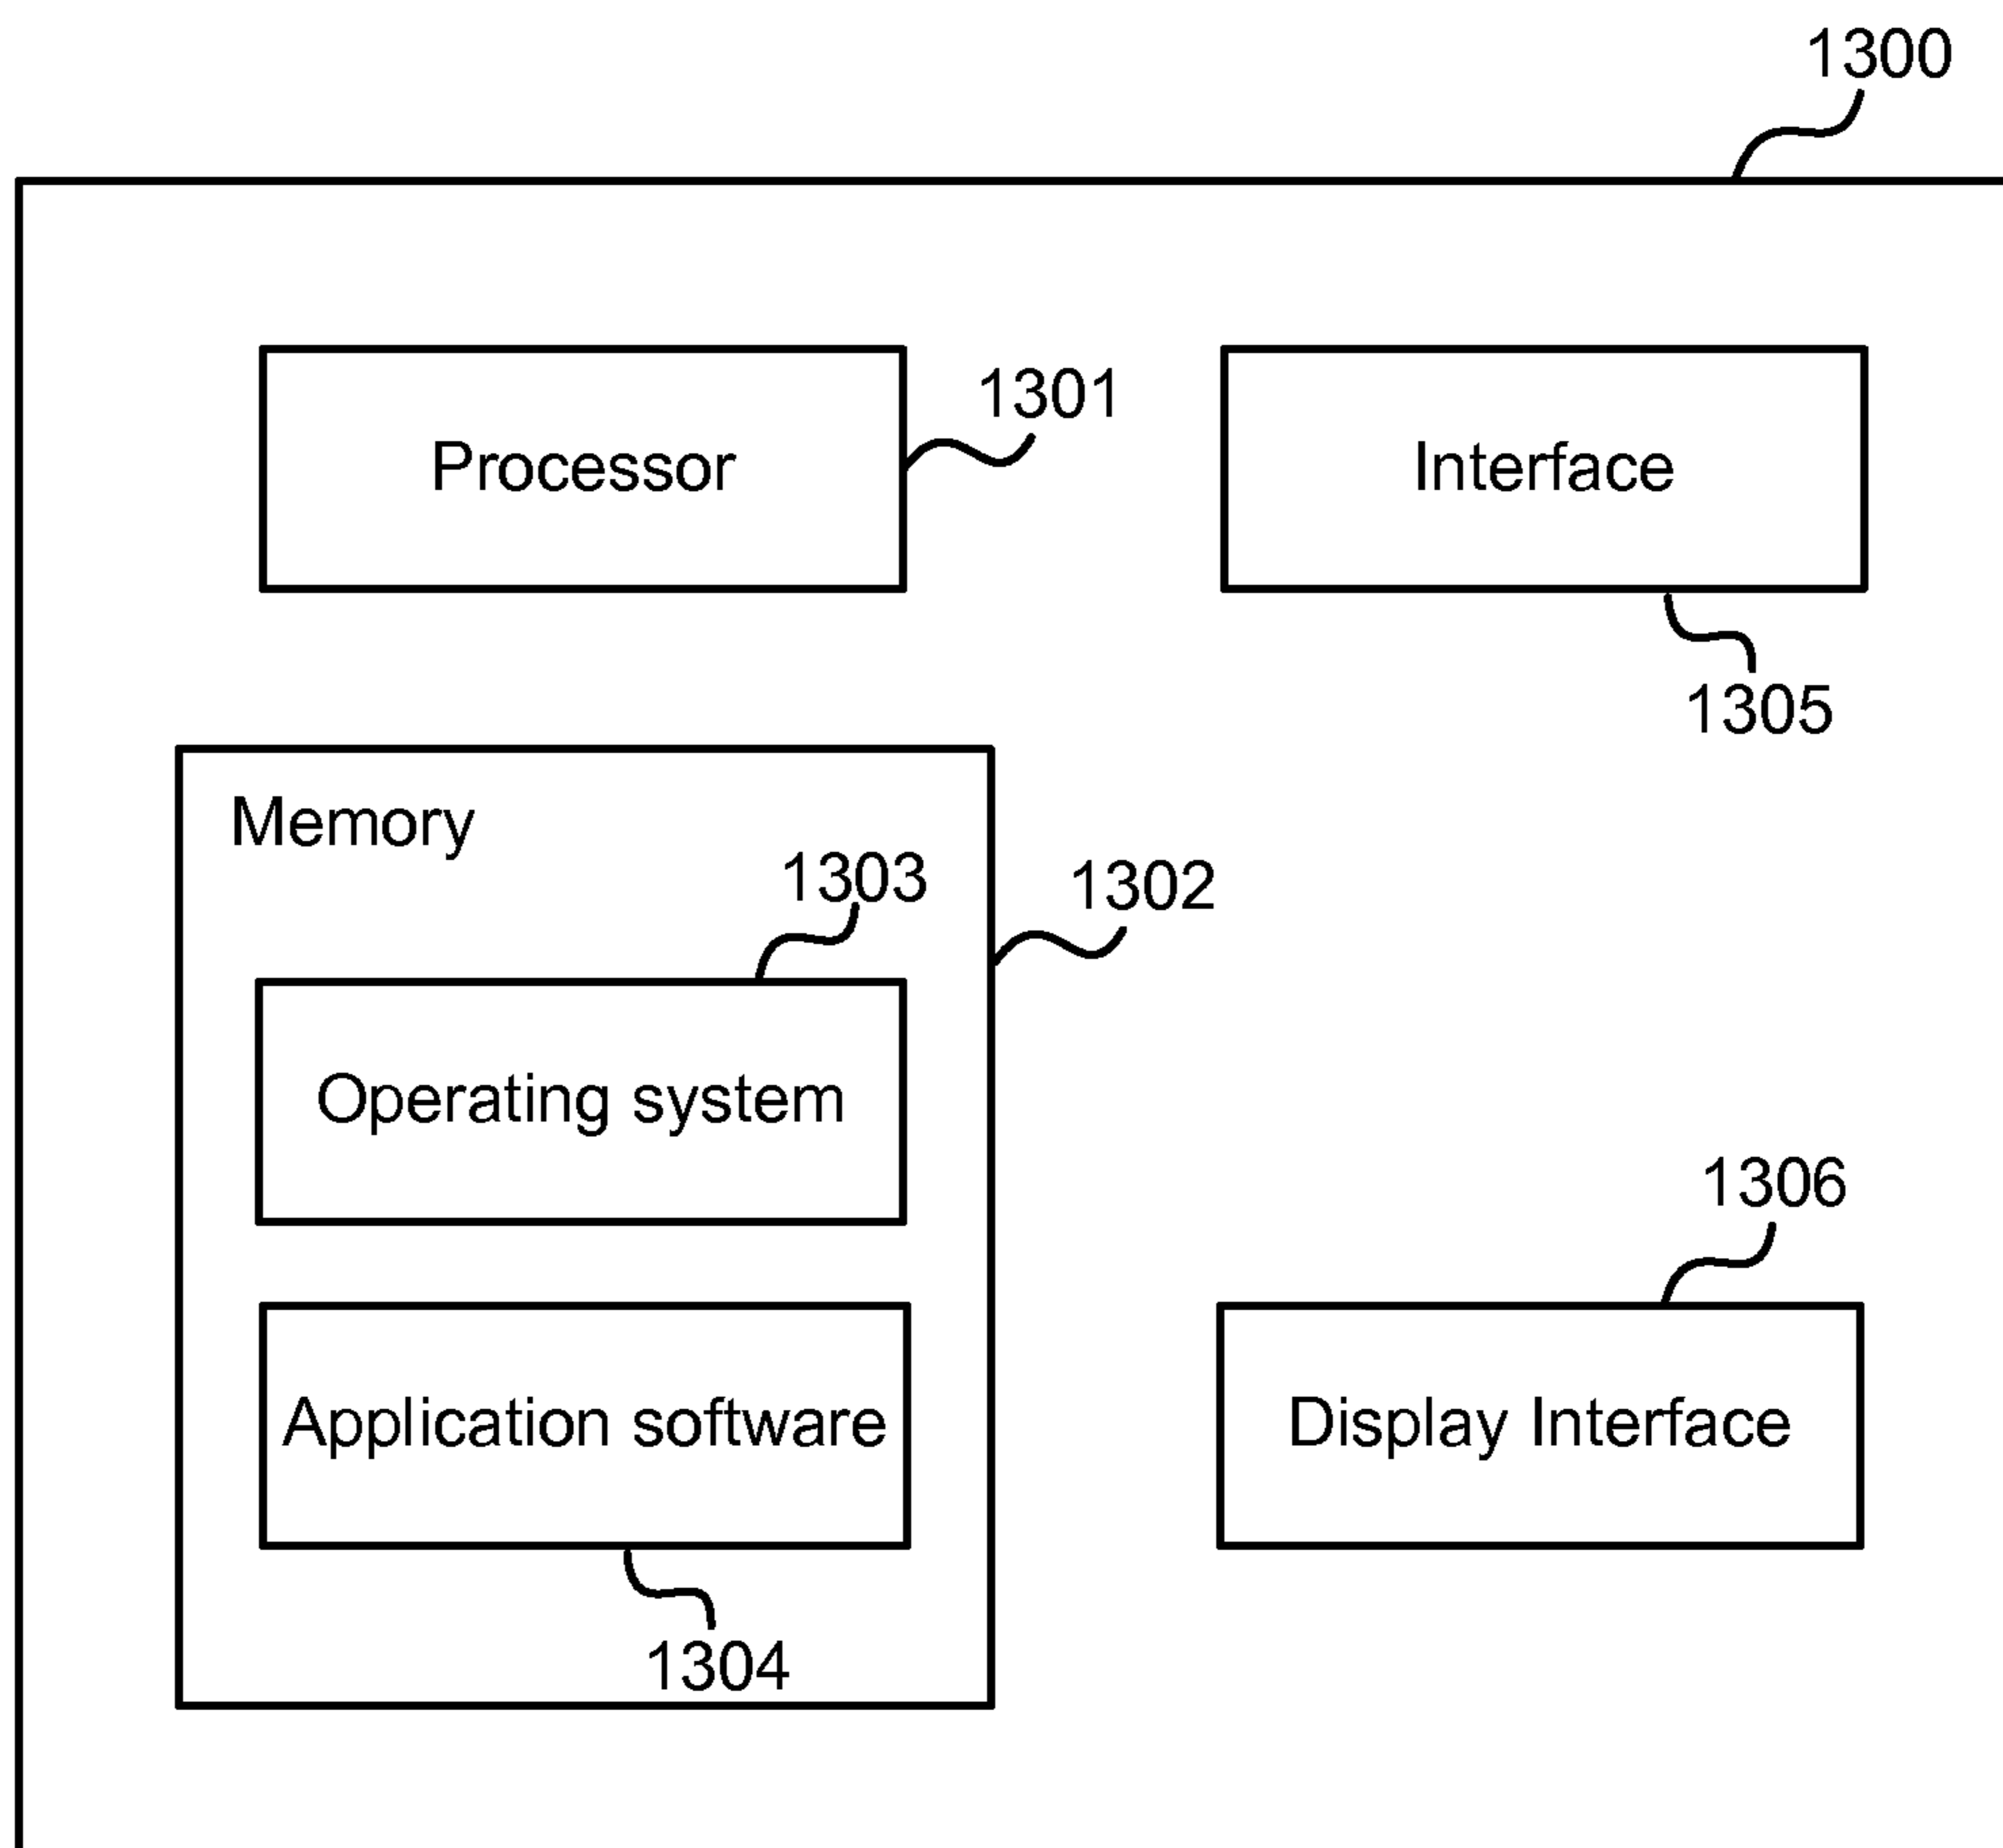 1300
Processor
1301
Interface
1305
Memory
1303
1302
Operating system
1306
Application software
Display Interface
1304